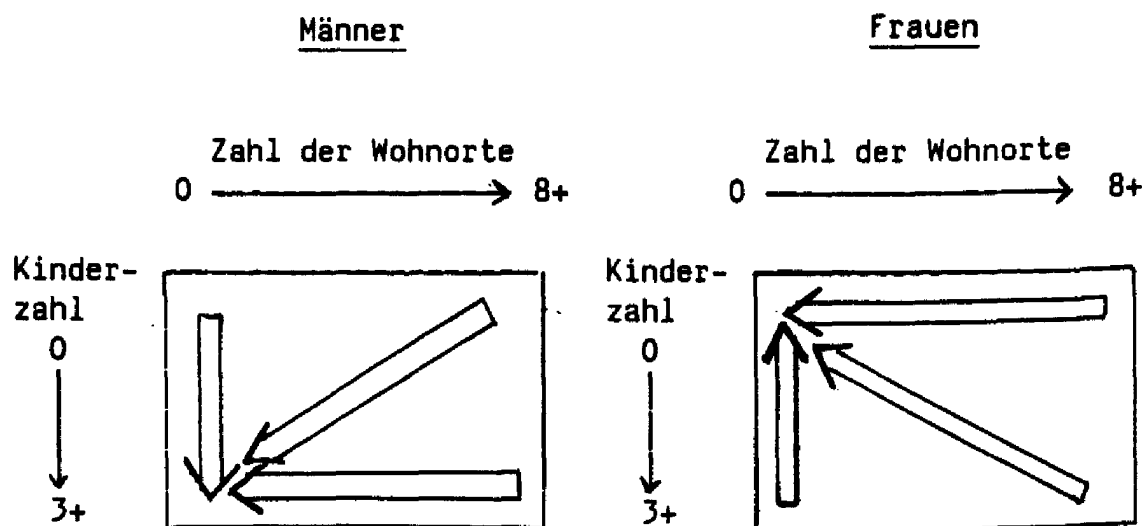 Männer
Frauen
Zahl der Wohnorte
0 8+
Zahl der Wohnorte
0 8+
Kinder-
zahl
0
3+
Kinder-
zahl
0
3+